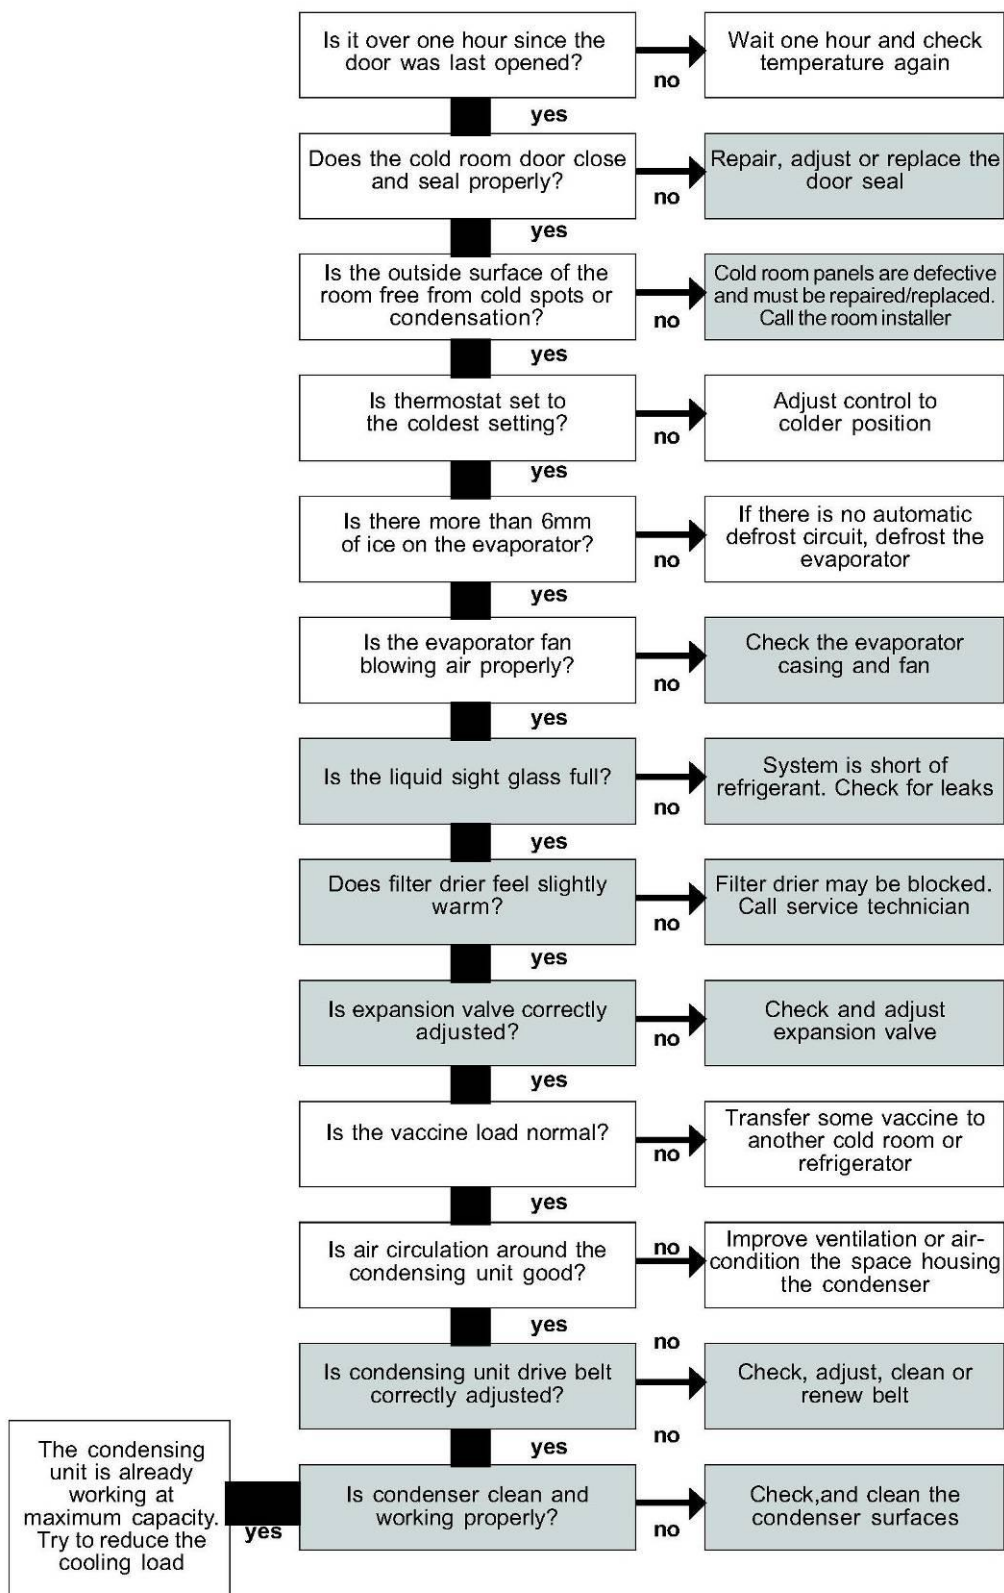 Is it over one hour since the
door was last opened?
no
Wait one hour and check
temperature again
yes
Does the cold room door close
and seal properly?
no
Repair, adjust or replace the
door seal
yes
Is the outside surface of the
room free from cold spots or
condensation?
no
Cold room panels are defective
and must be repaired/replaced.
Call the room installer
yes
Is thermostat set to
the coldest setting?
no
Adjust control to
colder position
yes
Is there more than 6mm
of ice on the evaporator?
no
If there is no automatic
defrost circuit, defrost the
evaporator
yes
Is the evaporator fan
blowing air properly?
no
Check the evaporator
casing and fan
yes
Is the liquid sight glass full?
no
System is short of
refrigerant. Check for leaks
yes
Does filter drier feel slightly
warm?
no
Filter drier may be blocked.
Call service technician
yes
Is expansion valve correctly
adjusted?
no
Check and adjust
expansion valve
yes
Is the vaccine load normal?
no
Transfer some vaccine to
another cold room or
refrigerator
yes
Is air circulation around the
condensing unit good?
no
Improve ventilation or air-
condition the space housing
the condenser
yes
no
Is condensing unit drive belt
correctly adjusted?
Check, adjust, clean or
renew belt
yes
no
Is condenser clean and
working properly?
no
Check,and clean the
condenser surfaces
yes
The condensing
unit is already
working at
maximum capacity.
Try to reduce the
cooling load